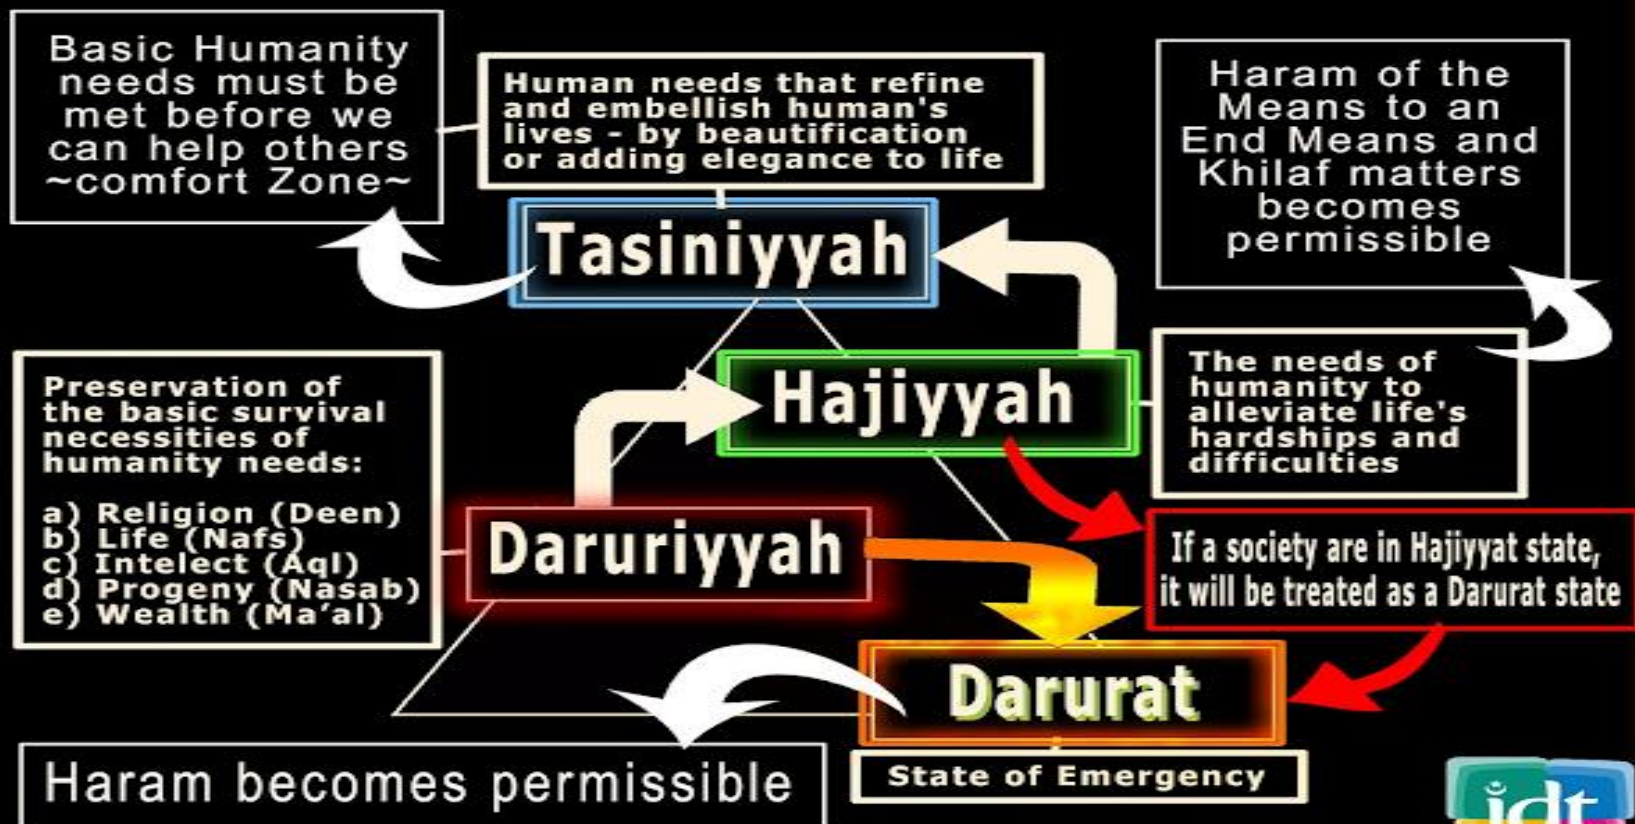 Basic Humanity
needs must be
met before we
can help others
~comfort Zone~
Human needs that refine
and embellish human's
lives - by beautification
or adding elegance to life
Haram of the
Means to an
End Means and
Khilaf matters
becomes
permissible
Tasiniyyah
Hajiyyah
The needs of
humanity to
alleviate life's
hardships and
difficulties
Preservation of
the basic survival
necessities of
humanity needs:
a) Religion (Deen)
b) Life (Nafs)
c) Intelect (Aql)
d) Progeny (Nasab)
e) Wealth (Ma’al)
Daruriyyah
If a society are in Hajiyyat state,
it will be treated as a Darurat state
Darurat
State of Emergency
Haram becomes permissible
idt